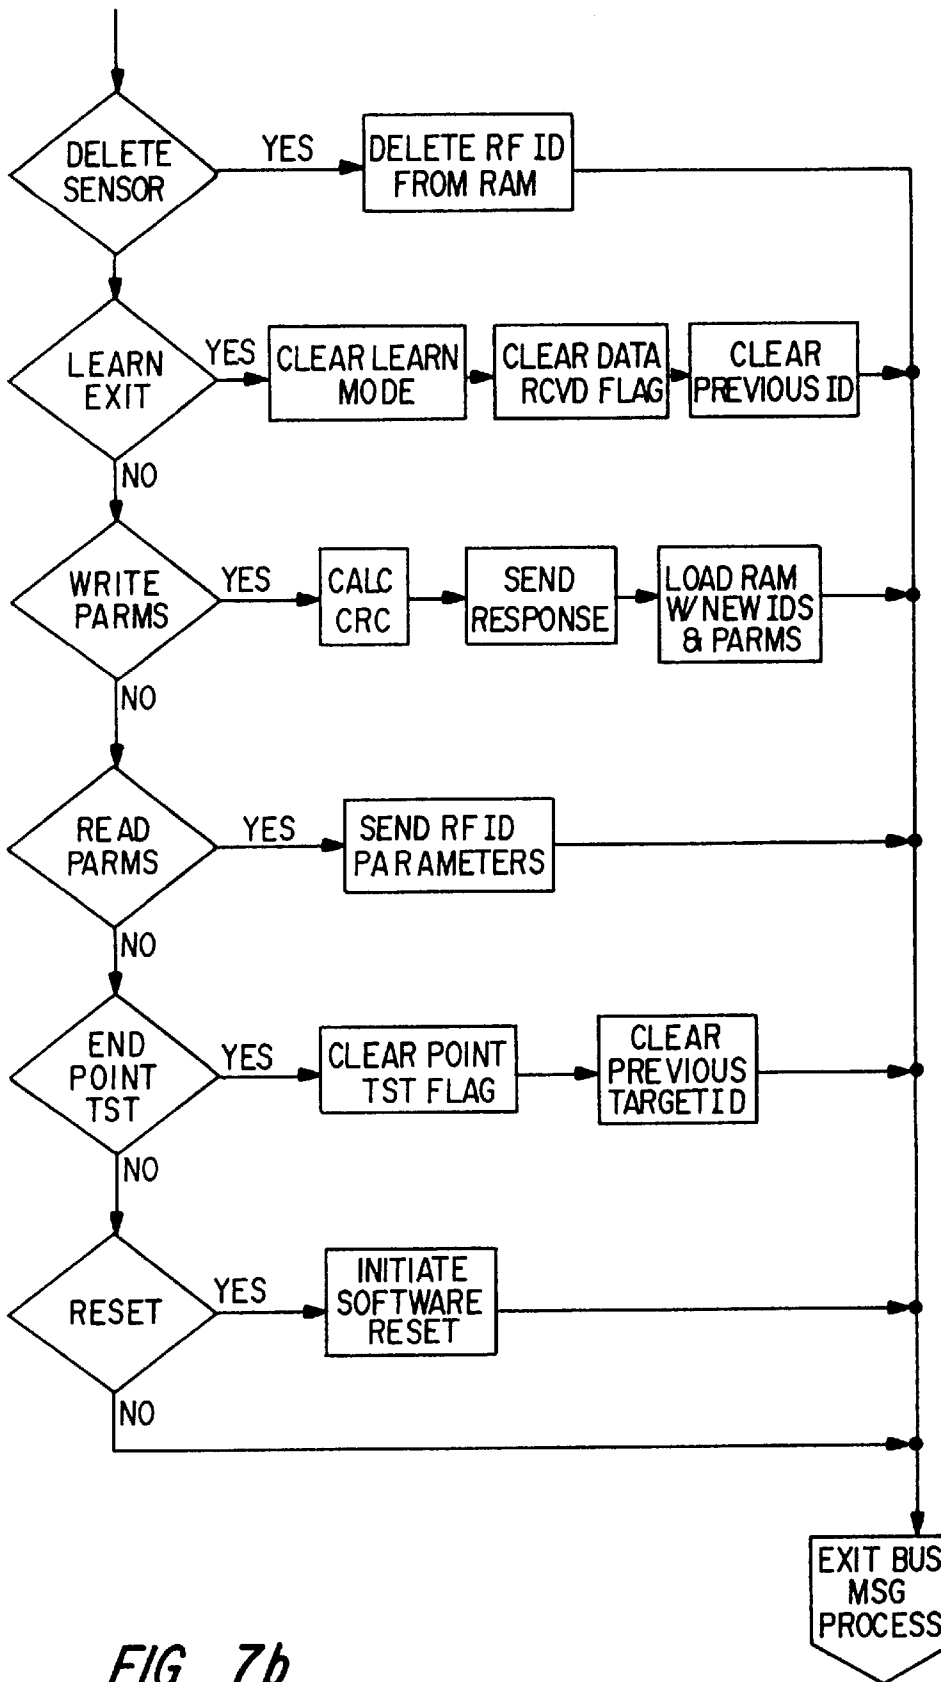 DELETE
SENSOR
YES
DELETE RF ID
FROM RAM
LEARN
EXIT
YES
CLEAR LEARN
MODE
CLEAR DATA
RCVD FLAG
CLEAR
PREVIOUS ID
NO
WRITE
PARMS
YES
CALC
CRC
SEND
RESPONSE
LOAD RAM
W/ NEW IDS
& PARMS
NO
READ
PARMS
YES
SEND RF ID
PARAMETERS
NO
END
POINT
TST
YES
CLEAR POINT
TST FLAG
CLEAR
PREVIOUS
TARGET ID
NO
RESET
YES
INITIATE
SOFTWARE
RESET
NO
EXIT BUS
MSG
PROCESS
FIG 7b